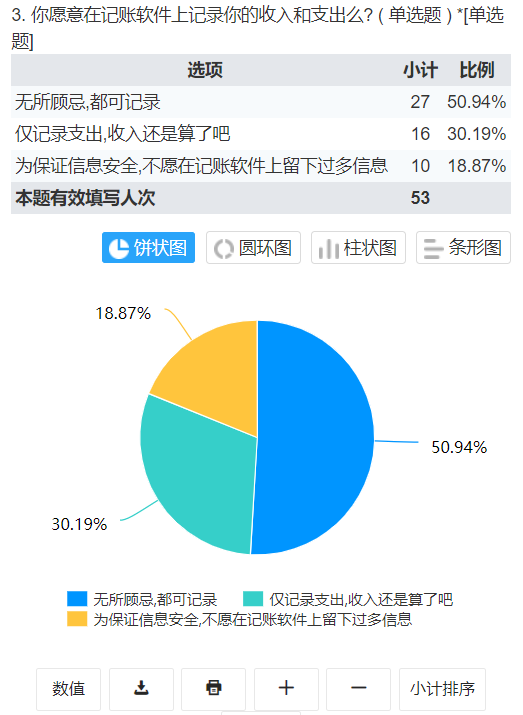 3. 你愿意在记账软件上记录你的收入和支出么? ( 单选题 ) *[单选
题]
选项 小计 比例
无所顾忌,都可记录 27 50.94%
仅记录支出,收入还是算了吧 16 30.19%
为保证信息安全,不愿在记账软件上留下过多信息 10 18.87%
本题有效填写人次 53
饼状图 圆环图 柱状图 条形图
18.87%
50.94%
30.19%
无所顾忌,都可记录 仅记录支出,收入还是算了吧
为保证信息安全,不愿在记账软件上留下过多信息
数值 小计排序